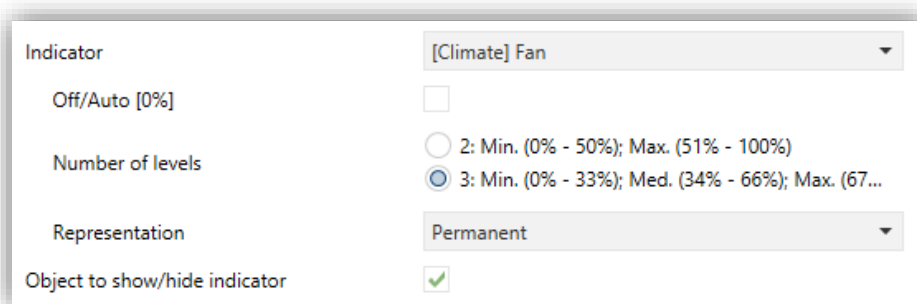 Indicator [Climate] Fan
Off/Auto [0%]
Number of levels 2: Min. (0% - 50%); Max. (51% - 100%)
3: Min. (0% - 33%); Med. (34% - 66%); Max. (67...
Representation Permanent
Object to show/hide indicator